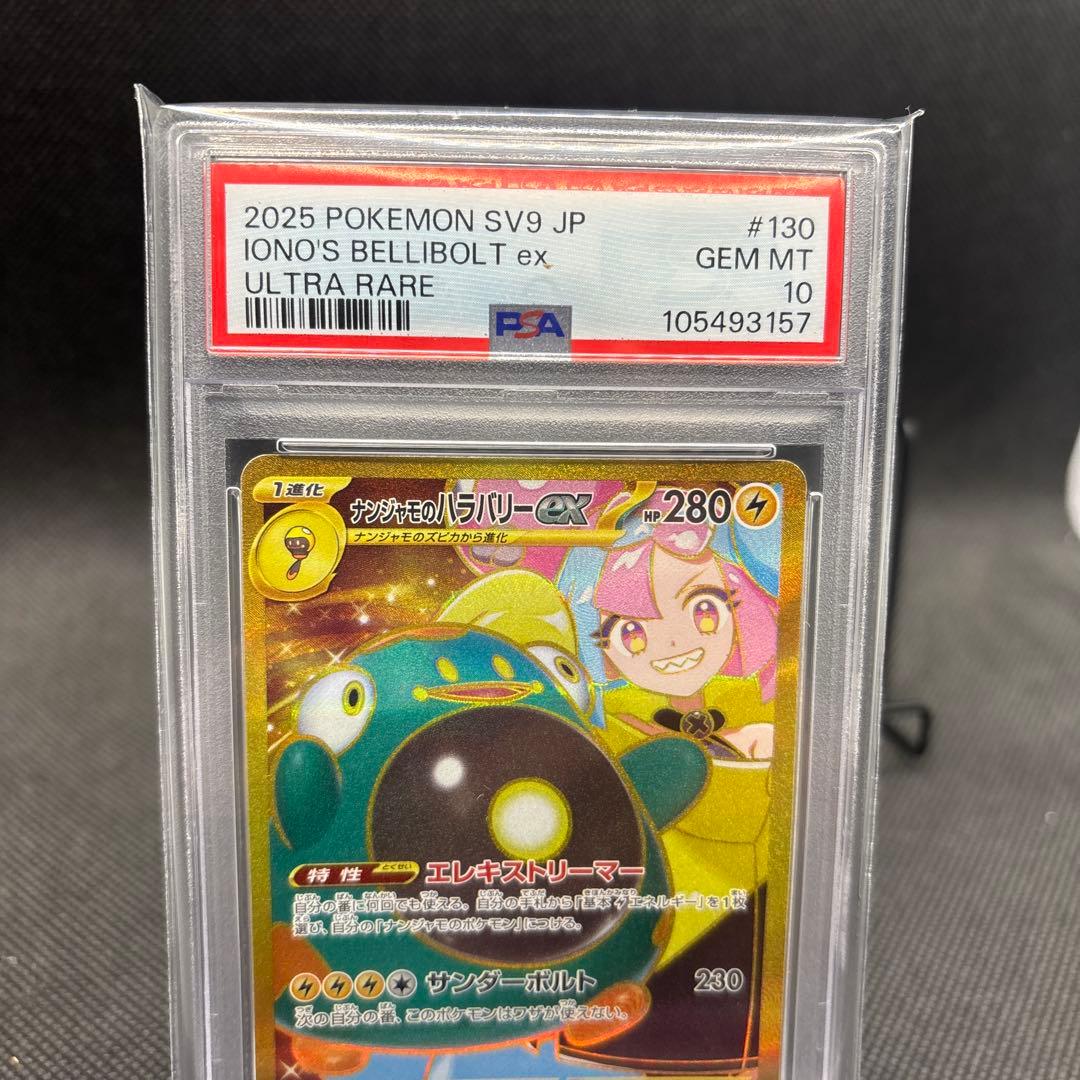 2025 POKEMON SV9 JP #130
IONO'S BELLIBOLT ex GEM MT
ULTRA RARE 10
PSA 105493157
1進化 ナンジャモのハラバリーex HP280
ナンジャモのズピカから進化
特性 とくせい エレキストリーマー
自分の番に何回でも使える。自分の手札から「基本エネルギー」を1枚
選び、自分の「ナンジャモのポケモン」につける。
サンダーボルト 230
次の自分の番、このポケモンはワザが使えない。